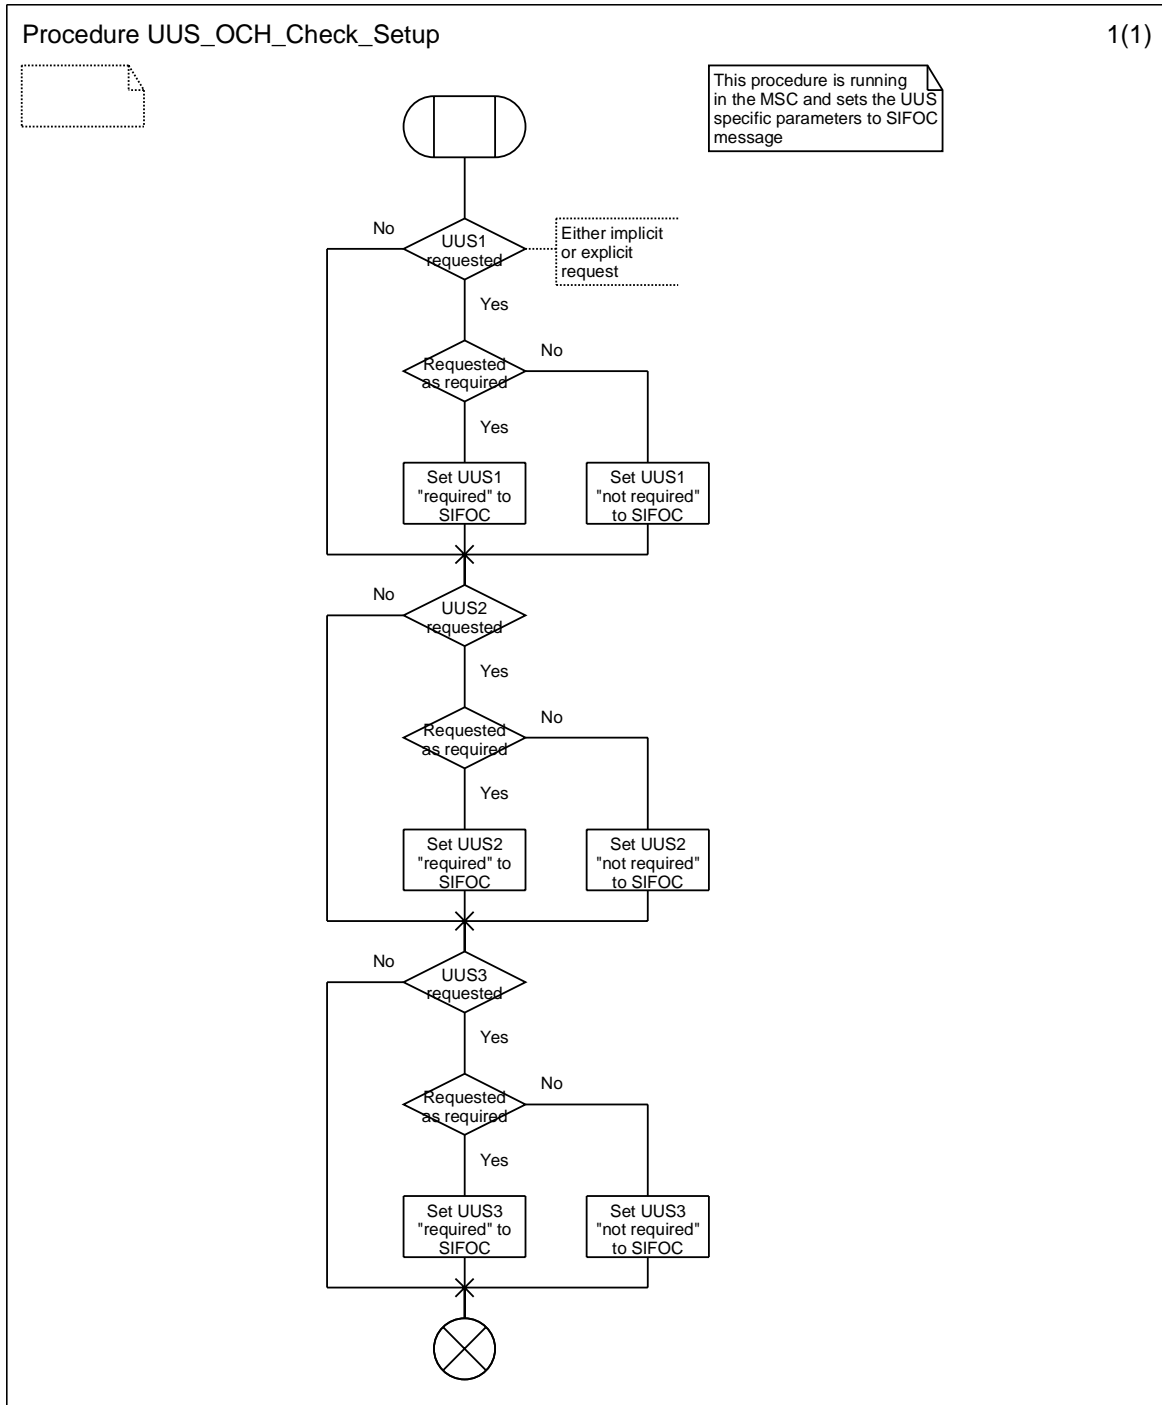 Procedure UUS_OCH_Check_Setup
1(1)
This procedure is running
in the MSC and sets the UUS
specific parameters to SIFOC
message
No
UUS1
requested
Either implicit
or explicit
request
Yes
Requested
as required
No
Yes
Set UUS1
"required" to
SIFOC
Set UUS1
"not required"
to SIFOC
No
UUS2
requested
Yes
Requested
as required
No
Yes
Set UUS2
"required" to
SIFOC
Set UUS2
"not required"
to SIFOC
No
UUS3
requested
Yes
Requested
as required
No
Yes
Set UUS3
"required" to
SIFOC
Set UUS3
"not required"
to SIFOC